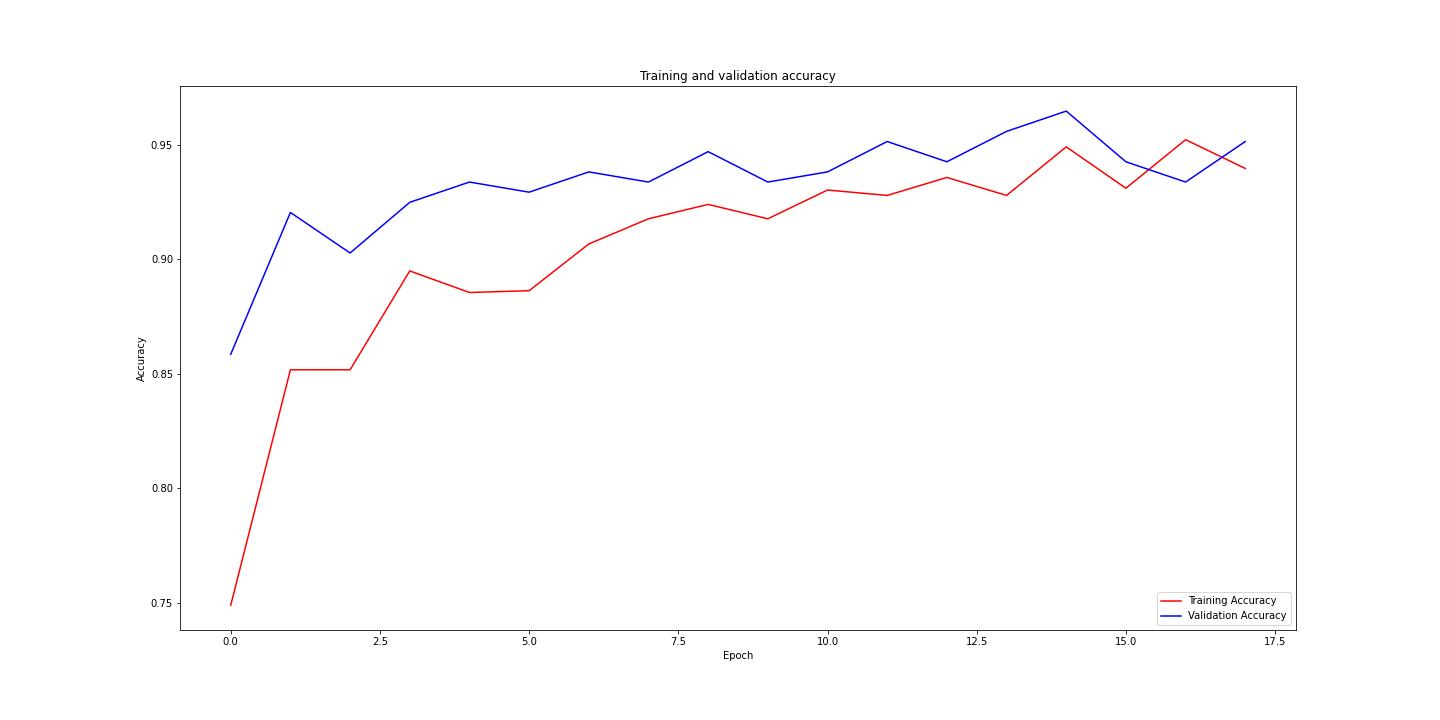 Training and validation accuracy
0.95
0.90
0.85
0.80
0.75
Accuracy
Training Accuracy
Validation Accuracy
0.0 2.5 5.0 7.5 10.0 12.5 15.0 17.5
Epoch